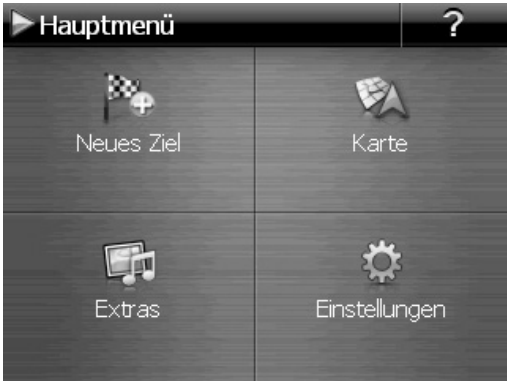 Hauptmenü
?
Neues Ziel
Karte
Extras
Einstellungen